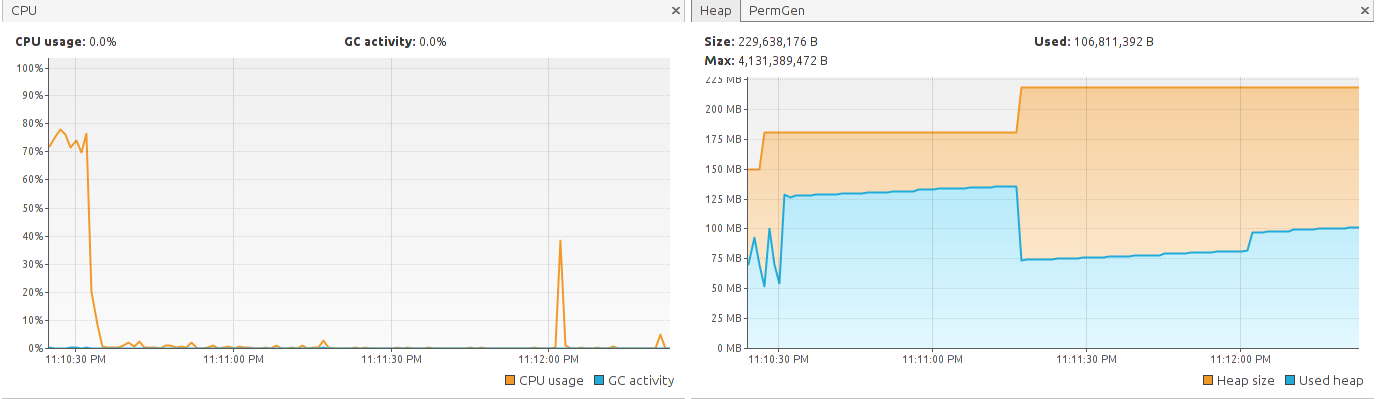 CPU
CPU usage: 0.0%
GC activity: 0.0%
100%
90%
80%
70%
60%
50%
40%
30%
20%
10%
0%
11:10:30 PM
11:11:00 PM
11:11:30 PM
11:12:00 PM
CPU usage
GC activity
Heap
PermGen
Size: 229,638,176 B
Used: 106,811,392 B
Max: 4,131,389,472 B
225 MB
200 MB
175 MB
150 MB
125 MB
100 MB
75 MB
50 MB
25 MB
0 MB
11:10:30 PM
11:11:00 PM
11:11:30 PM
11:12:00 PM
Heap size
Used heap